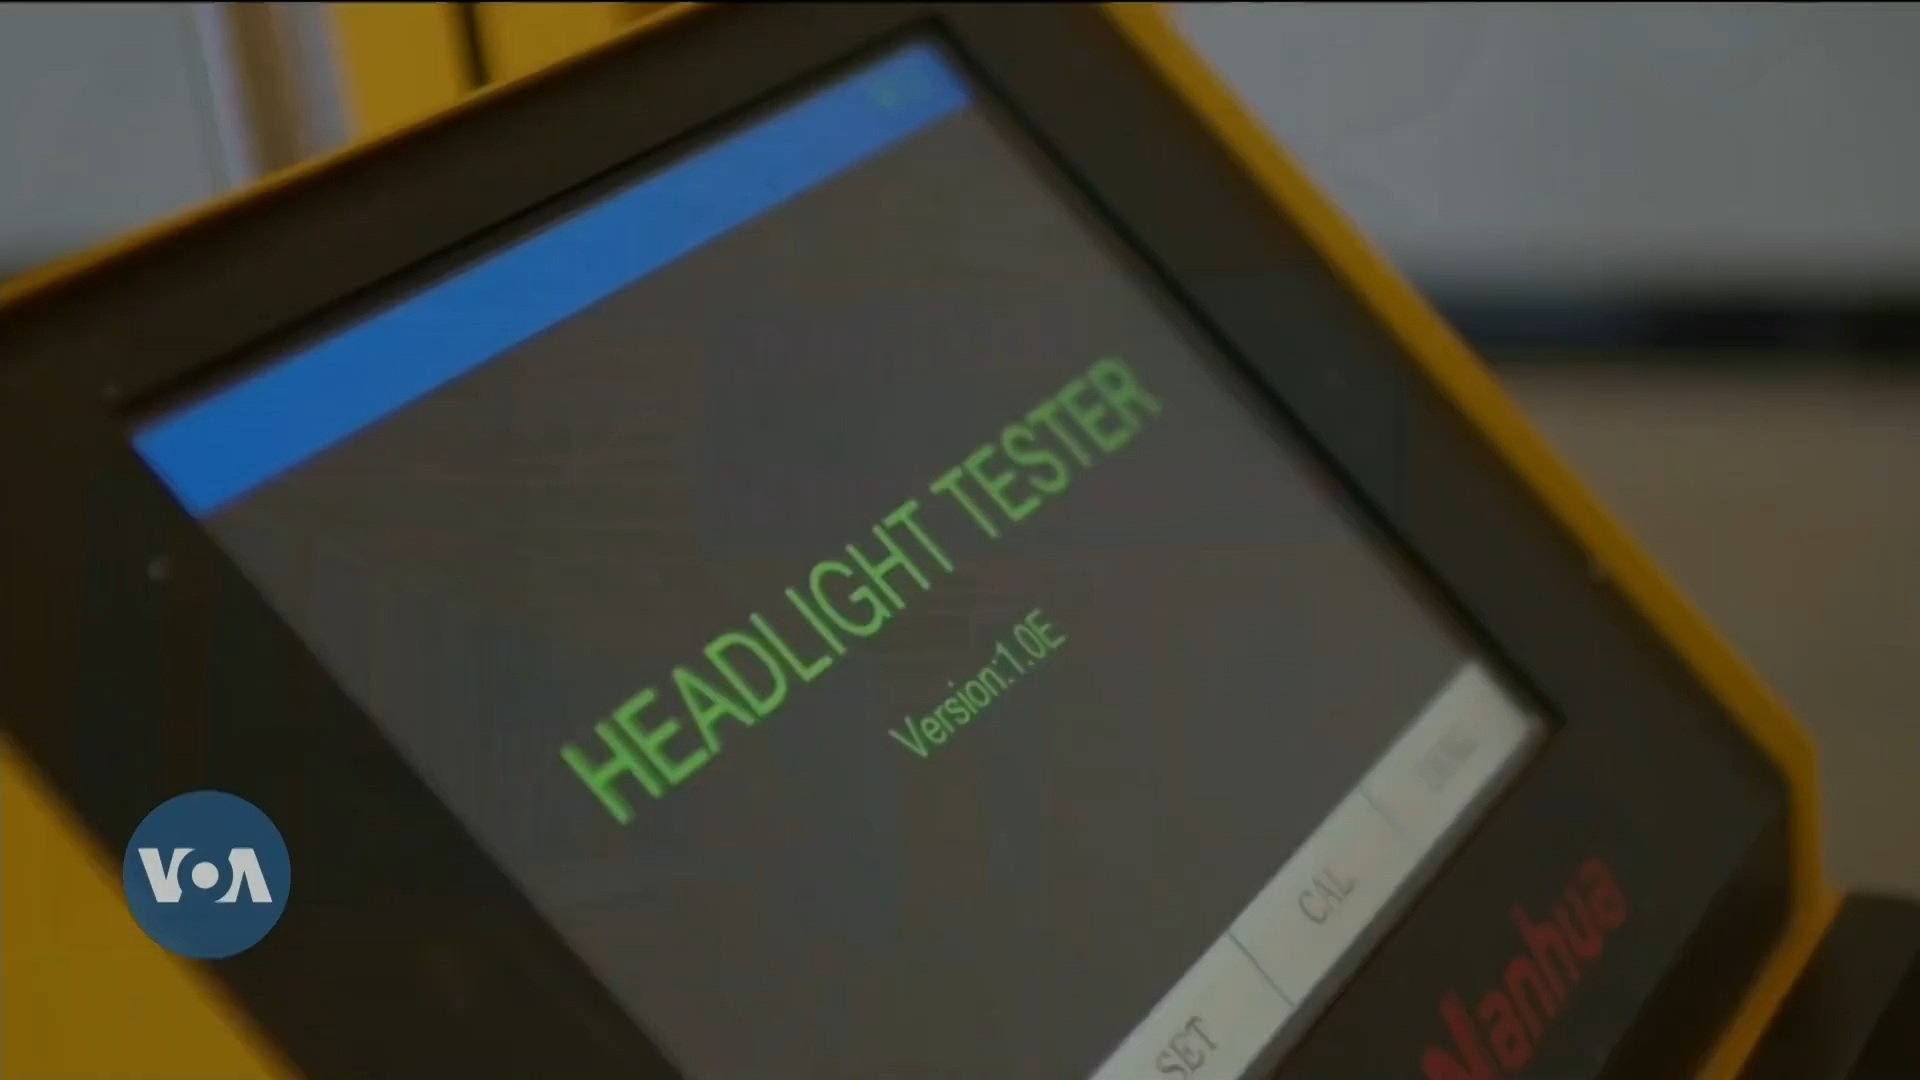 HEADLIGHT TESTER
Version:1.0E
SET
CAL
Nanhua
VOA